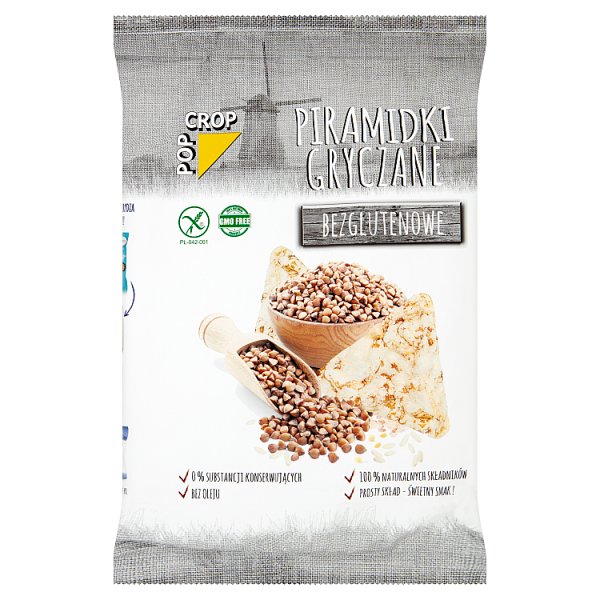 POP CROP
PIRAMIDKI
GRYCZANE
BEZGLUTENOWE
PL-842-001
GMO FREE
0% SUBSTANCJI KONSERWUJĄCYCH
BEZ OLEJU
100% NATURALNYCH SKŁADNIKÓW
PROSTY SKŁAD - ŚWIETNY SMAK!